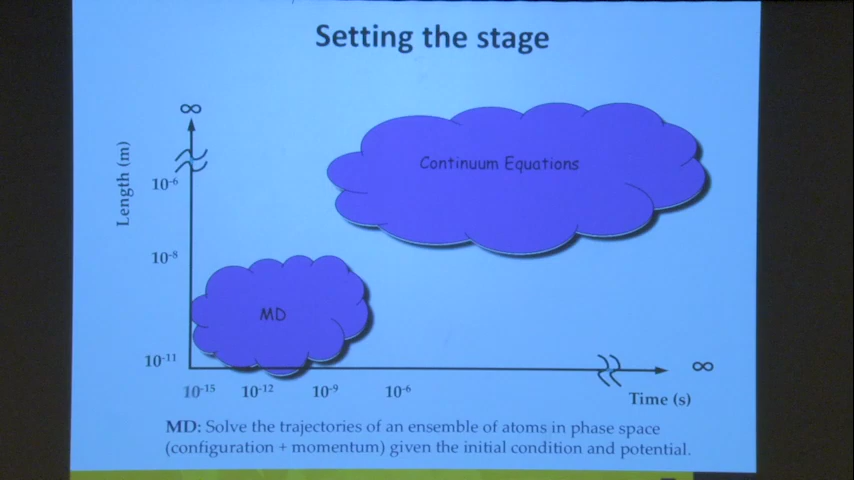 Setting the stage
∞
Length (m)
Continuum Equations
10⁻⁶
10⁻⁸
MD
10⁻¹¹
∞
10⁻¹⁵ 10⁻¹² 10⁻⁹ 10⁻⁶
Time (s)
MD: Solve the trajectories of an ensemble of atoms in phase space
(configuration + momentum) given the initial condition and potential.